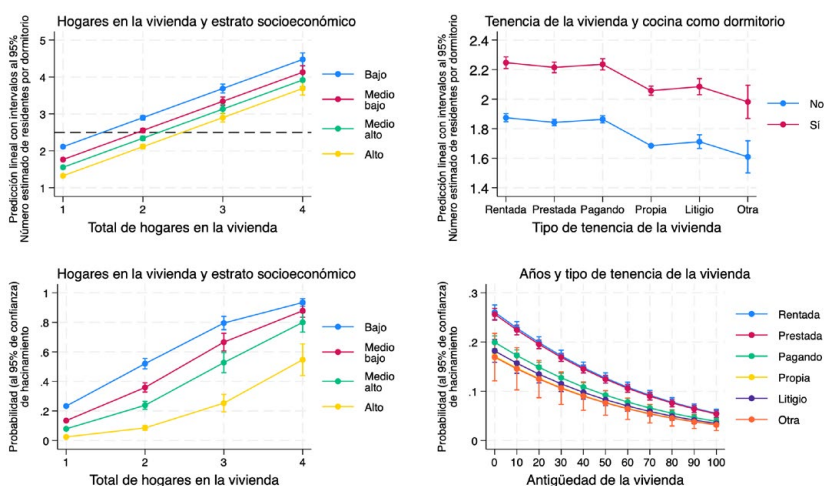 Hogares en la vivienda y estrato socioeconómico
Predicción lineal con intervalos al 95%
Número estimado de residentes por dormitorio
5
4
3
2
1
1 2 3 4
Total de hogares en la vivienda
Bajo
Medio
bajo
Medio
alto
Alto
Tenencia de la vivienda y cocina como dormitorio
Predicción lineal con intervalos al 95%
Número estimado de residentes por dormitorio
2.4
2.2
2
1.8
1.6
1.4
Rentada Prestada Pagando Propia Litigio Otra
Tipo de tenencia de la vivienda
No
Sí
Hogares en la vivienda y estrato socioeconómico
Probabilidad (al 95% de confianza)
de hacinamiento
1
.8
.6
.4
.2
0
1 2 3 4
Total de hogares en la vivienda
Bajo
Medio
bajo
Medio
alto
Alto
Años y tipo de tenencia de la vivienda
Probabilidad (al 95% de confianza)
de hacinamiento
.3
.2
.1
0
0 10 20 30 40 50 60 70 80 90 100
Antigüedad de la vivienda
Rentada
Prestada
Pagando
Propia
Litigio
Otra